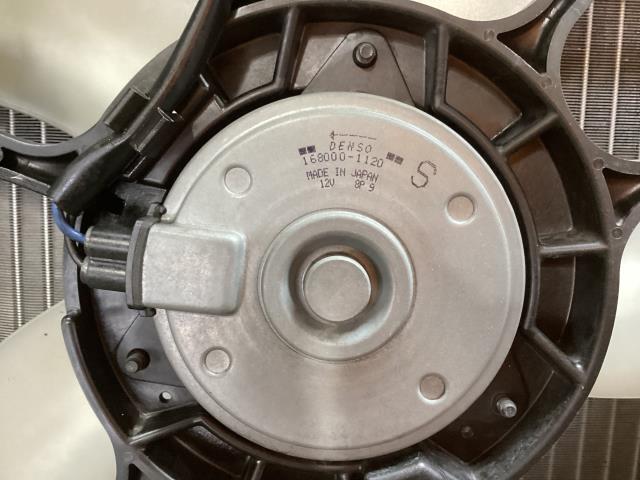 DENSO
168000-1120
MADE IN JAPAN
12V 8P 9
S